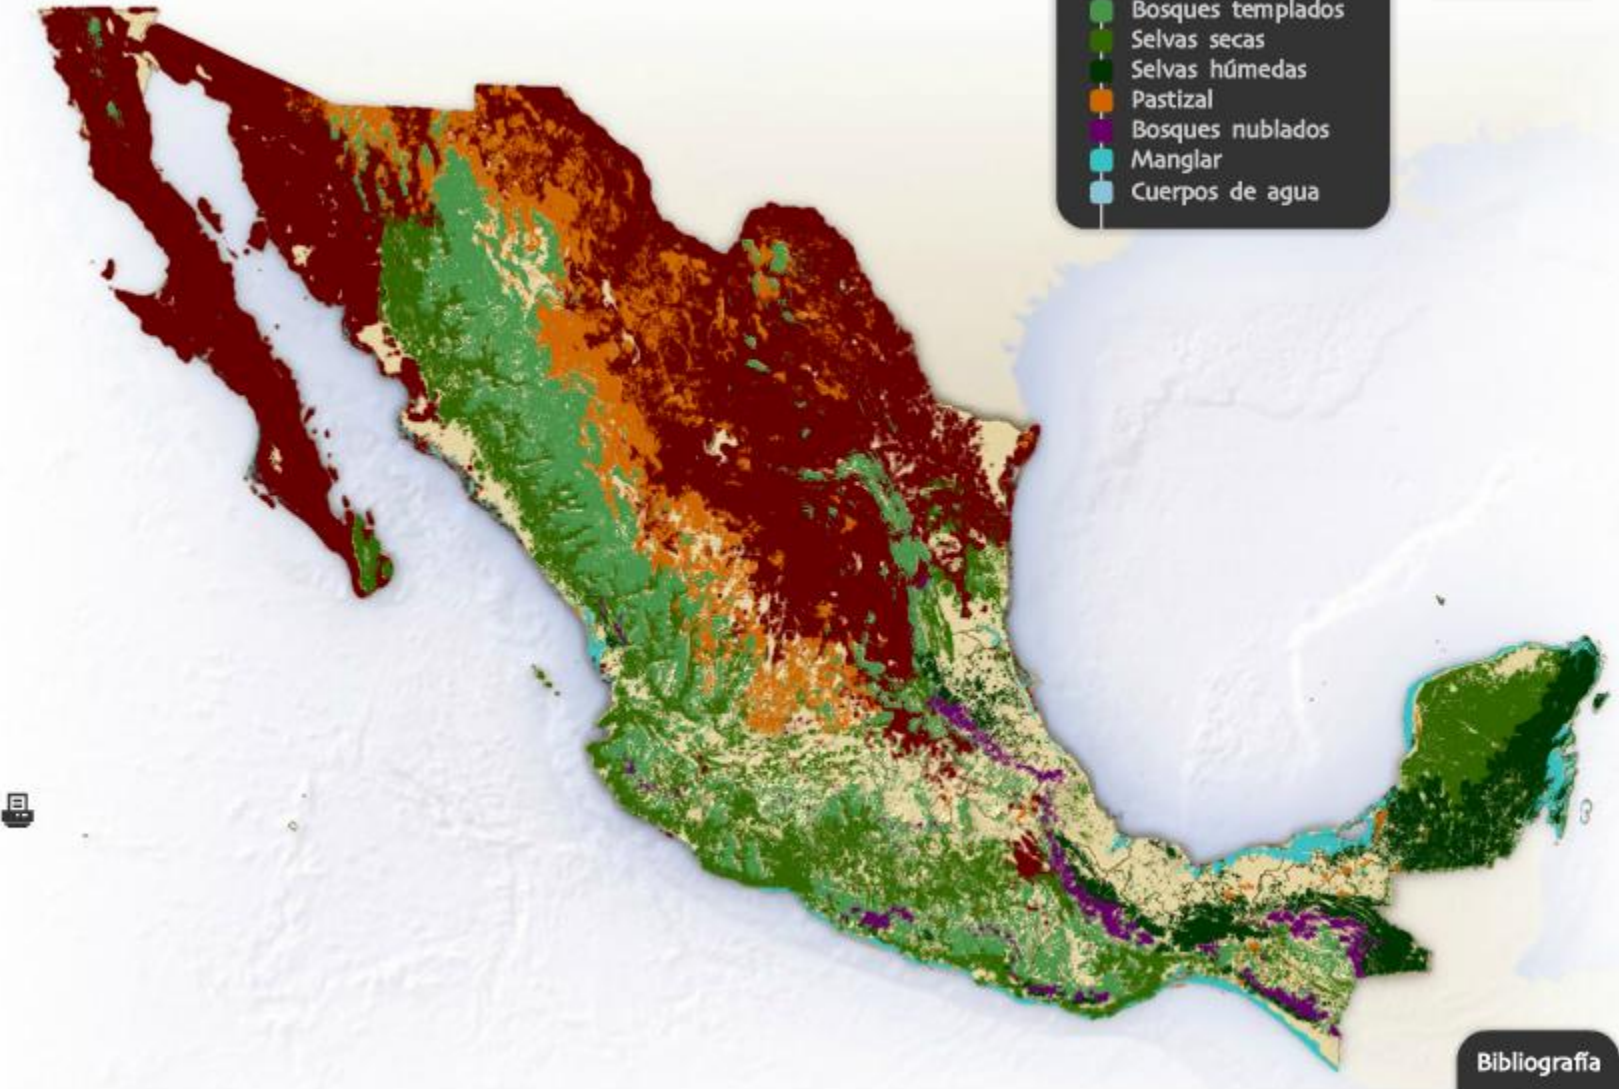 Bosques templados
Selvas secas
Selvas húmedas
Pastizal
Bosques nublados
Manglar
Cuerpos de agua
Bibliografía